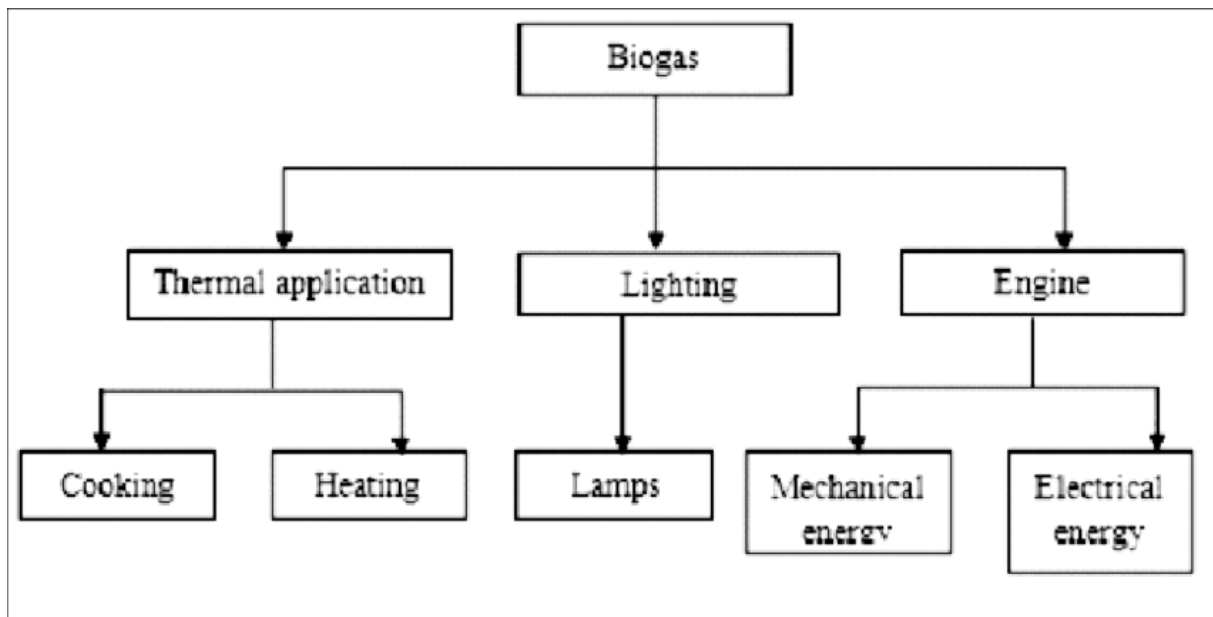 Biogas
Thermal application
Lighting
Engine
Cooking
Heating
Lamps
Mechanical
energy
Electrical
energy